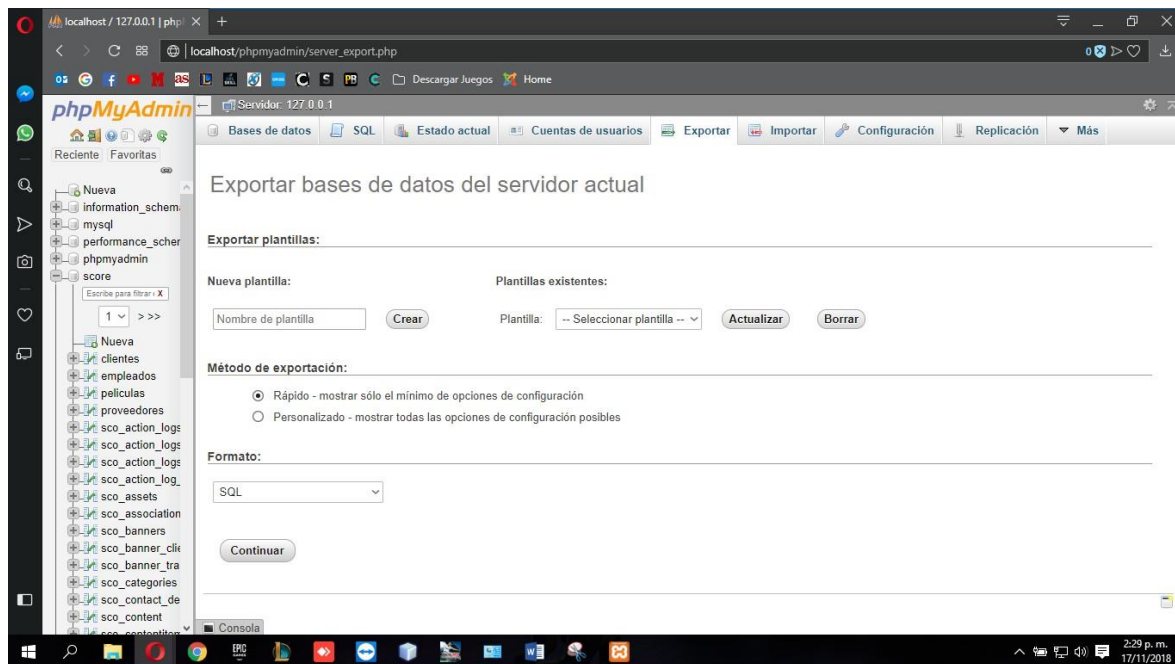 localhost / 127.0.0.1 | php
localhost/phpmyadmin/server_export.php
0
Descargar Juegos
Home
phpMyAdmin
Reciente Favoritas
Nueva
information_schem
mysql
performance_scher
phpmyadmin
score
Escribe para filtrar X
1 > >>
Nueva
clientes
empleados
peliculas
proveedores
sco_action_logs
sco_action_logs
sco_action_logs
sco_action_log_
sco_assets
sco_association
sco_banners
sco_banner_clie
sco_banner_tra
sco_categories
sco_contact_de
sco_content
sco_contentitem
Servidor: 127.0.0.1
Bases de datos SQL Estado actual Cuentas de usuarios Exportar Importar Configuración Replicación Más
Exportar bases de datos del servidor actual
Exportar plantillas:
Nueva plantilla: Plantillas existentes:
Nombre de plantilla Crear Plantilla: -- Seleccionar plantilla -- Actualizar Borrar
Método de exportación:
Rápido - mostrar sólo el mínimo de opciones de configuración
Personalizado - mostrar todas las opciones de configuración posibles
Formato:
SQL
Continuar
Consola
EPIC
2:29 p. m.
17/11/2018